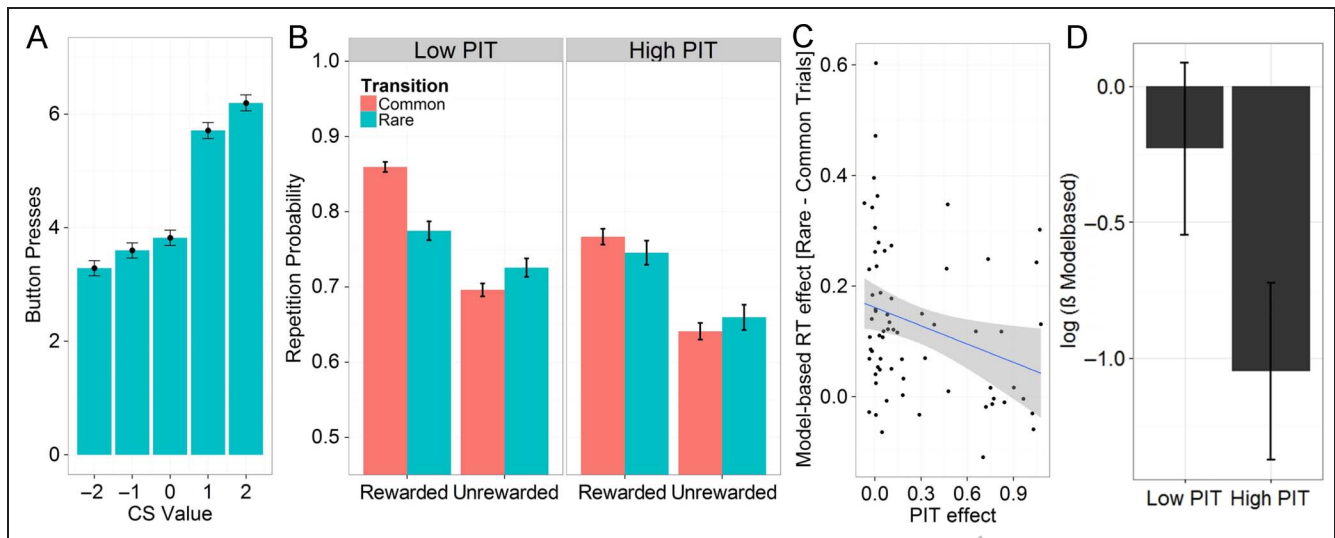 A
Button Presses
6
4
2
0
−2 −1 0 1 2
CS Value
B
Low PIT High PIT
Repetition Probability
1.0
0.9
0.8
0.7
0.6
0.5
Transition
Common
Rare
Rewarded Unrewarded Rewarded Unrewarded
C
Model-based RT effect [Rare - Common Trials]
0.6
0.4
0.2
0.0
0.0 0.3 0.6 0.9
PIT effect
D
log (ß Modelbased)
0.0
−0.5
−1.0
Low PIT High PIT